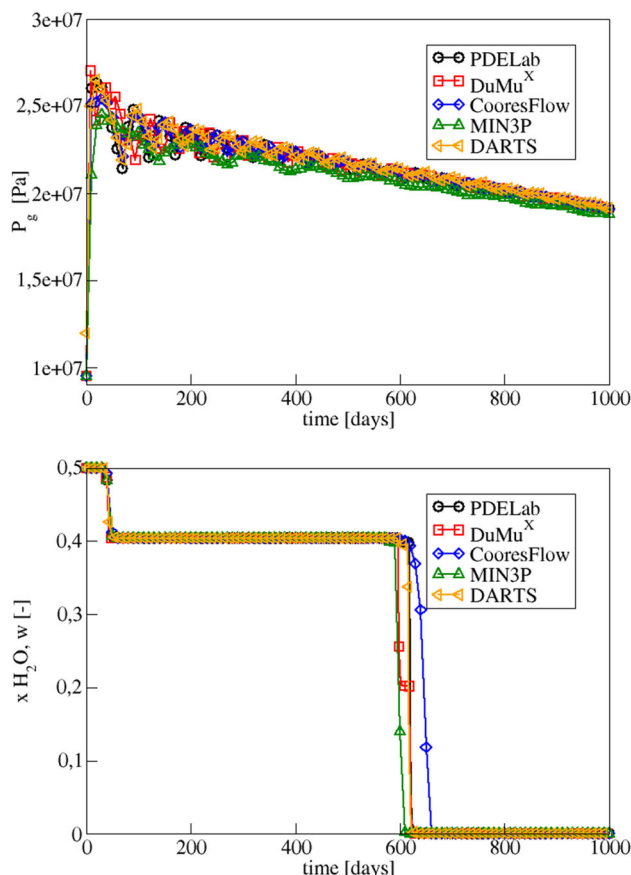 3e+07
2,5e+07
2e+07
1,5e+07
1e+07
P_g [Pa]
PDELab
DuMu^X
CooresFlow
MIN3P
DARTS
0 200 400 600 800 1000
time [days]
0,5
0,4
0,3
0,2
0,1
0
x H_2O, w [-]
PDELab
DuMu^X
CooresFlow
MIN3P
DARTS
0 200 400 600 800 1000
time [days]